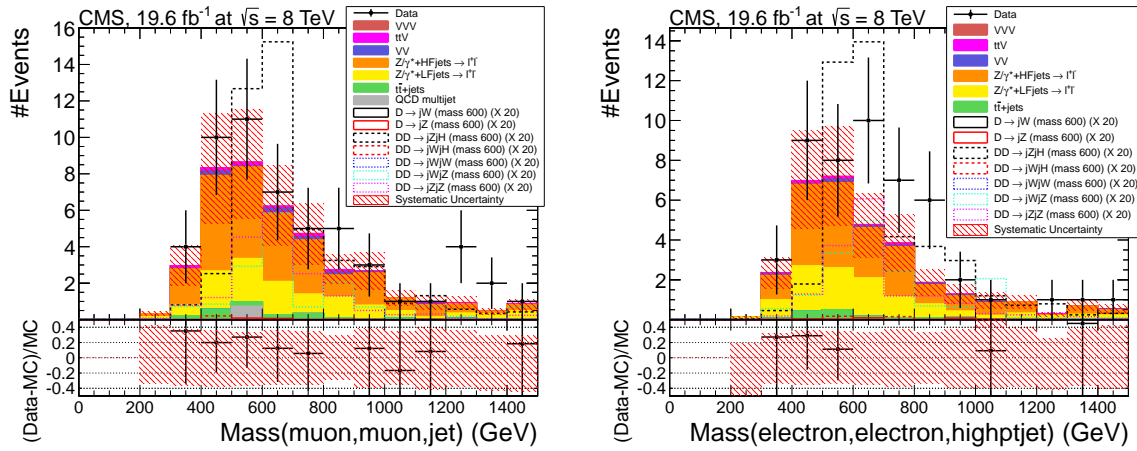 CMS, 19.6 fb⁻¹ at √s = 8 TeV
#Events
16
14
12
10
8
6
4
2
Data
VVV
ttV
VV
Z/γ*+HFjets → l⁺l⁻
Z/γ*+LFjets → l⁺l⁻
tt̄+jets
QCD multijet
D→ jW (mass 600) (X 20)
D→ jZ (mass 600) (X 20)
DD→ jZjH (mass 600) (X 20)
DD→ jWjH (mass 600) (X 20)
DD→ jWjW (mass 600) (X 20)
DD→ jWjZ (mass 600) (X 20)
DD→ jZjZ (mass 600) (X 20)
Systematic Uncertainty
(Data-MC)/MC
0.4
0.2
0
-0.2
-0.4
0 200 400 600 800 1000 1200 1400
Mass(muon,muon,jet) (GeV)
CMS, 19.6 fb⁻¹ at √s = 8 TeV
#Events
14
12
10
8
6
4
2
Data
VVV
ttV
VV
Z/γ*+HFjets → l⁺l⁻
Z/γ*+LFjets → l⁺l⁻
tt̄+jets
D→ jW (mass 600) (X 20)
D→ jZ (mass 600) (X 20)
DD→ jZjH (mass 600) (X 20)
DD→ jWjH (mass 600) (X 20)
DD→ jWjW (mass 600) (X 20)
DD→ jWjZ (mass 600) (X 20)
DD→ jZjZ (mass 600) (X 20)
Systematic Uncertainty
(Data-MC)/MC
0.4
0.2
0
-0.2
-0.4
0 200 400 600 800 1000 1200 1400
Mass(electron,electron,highptjet) (GeV)